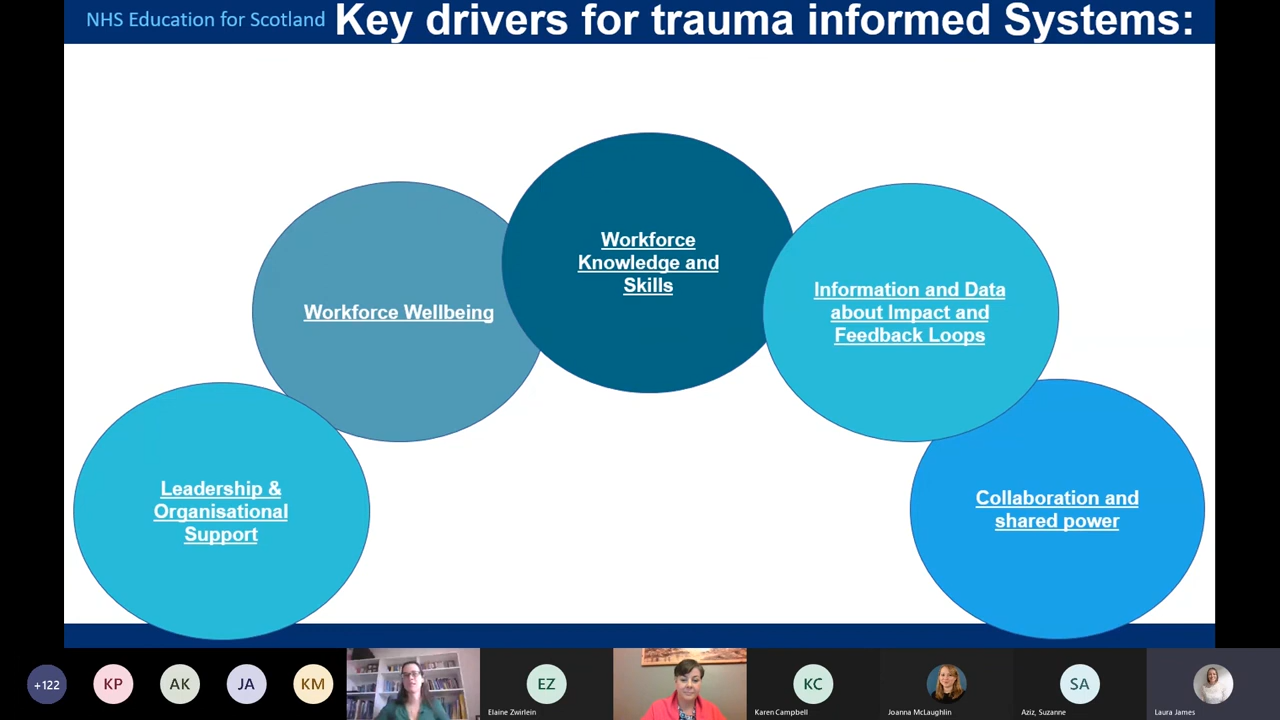 NHS Education for Scotland
Key drivers for trauma informed Systems:
Workforce
Knowledge and
Skills
Workforce Wellbeing
Information and Data
about Impact and
Feedback Loops
Leadership &
Organisational
Support
Collaboration and
shared power
+122
KP
AK
JA
KM
EZ
Elaine Zwirlein
KC
Karen Campbell
Joanna McLaughlin
SA
Aziz, Suzanne
Laura James